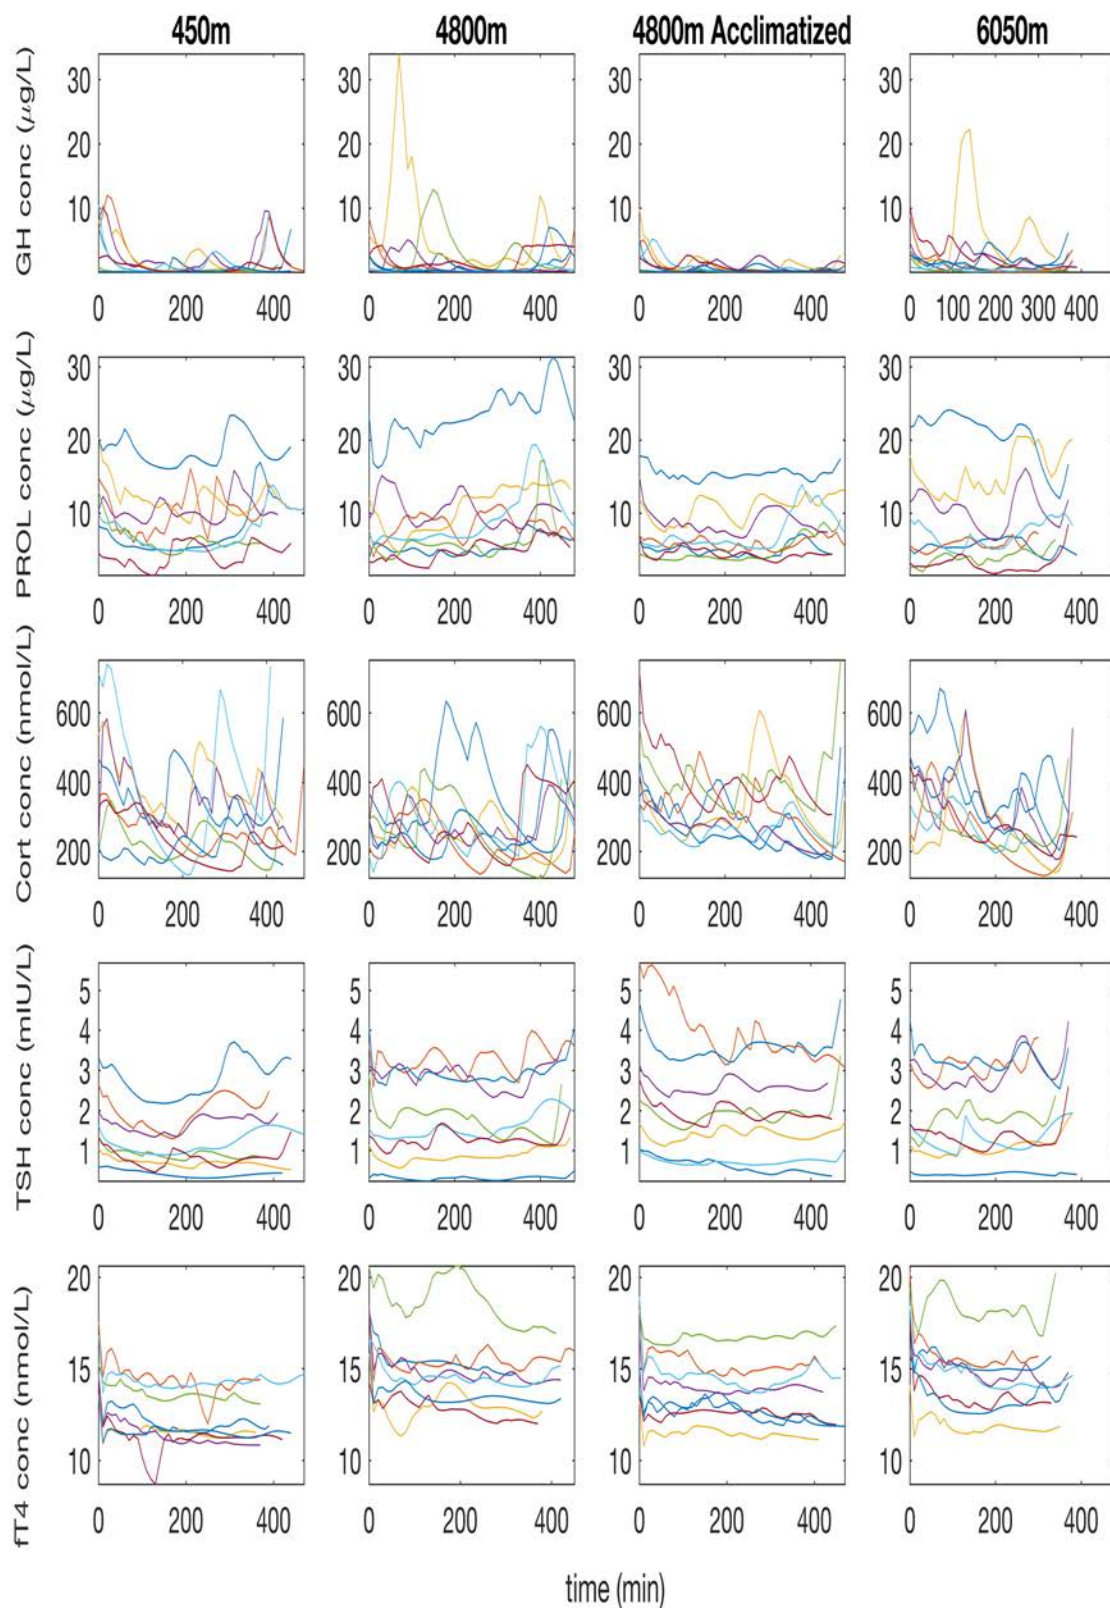 450m 4800m 4800m Acclimatized 6050m
GH conc (μg/L)
30 30 30 30
20 20 20 20
10 10 10 10
0 200 400 0 200 400 0 200 400 0 100 200 300 400
PROL conc (μg/L)
30 30 30 30
20 20 20 20
10 10 10 10
0 200 400 0 200 400 0 200 400 0 200 400
Cort conc (nmol/L)
600 600 600 600
400 400 400 400
200 200 200 200
0 200 400 0 200 400 0 200 400 0 200 400
TSH conc (mIU/L)
5 5 5 5
4 4 4 4
3 3 3 3
2 2 2 2
1 1 1 1
0 200 400 0 200 400 0 200 400 0 200 400
fT4 conc (nmol/L)
20 20 20 20
15 15 15 15
10 10 10 10
0 200 400 0 200 400 0 200 400 0 200 400
time (min)